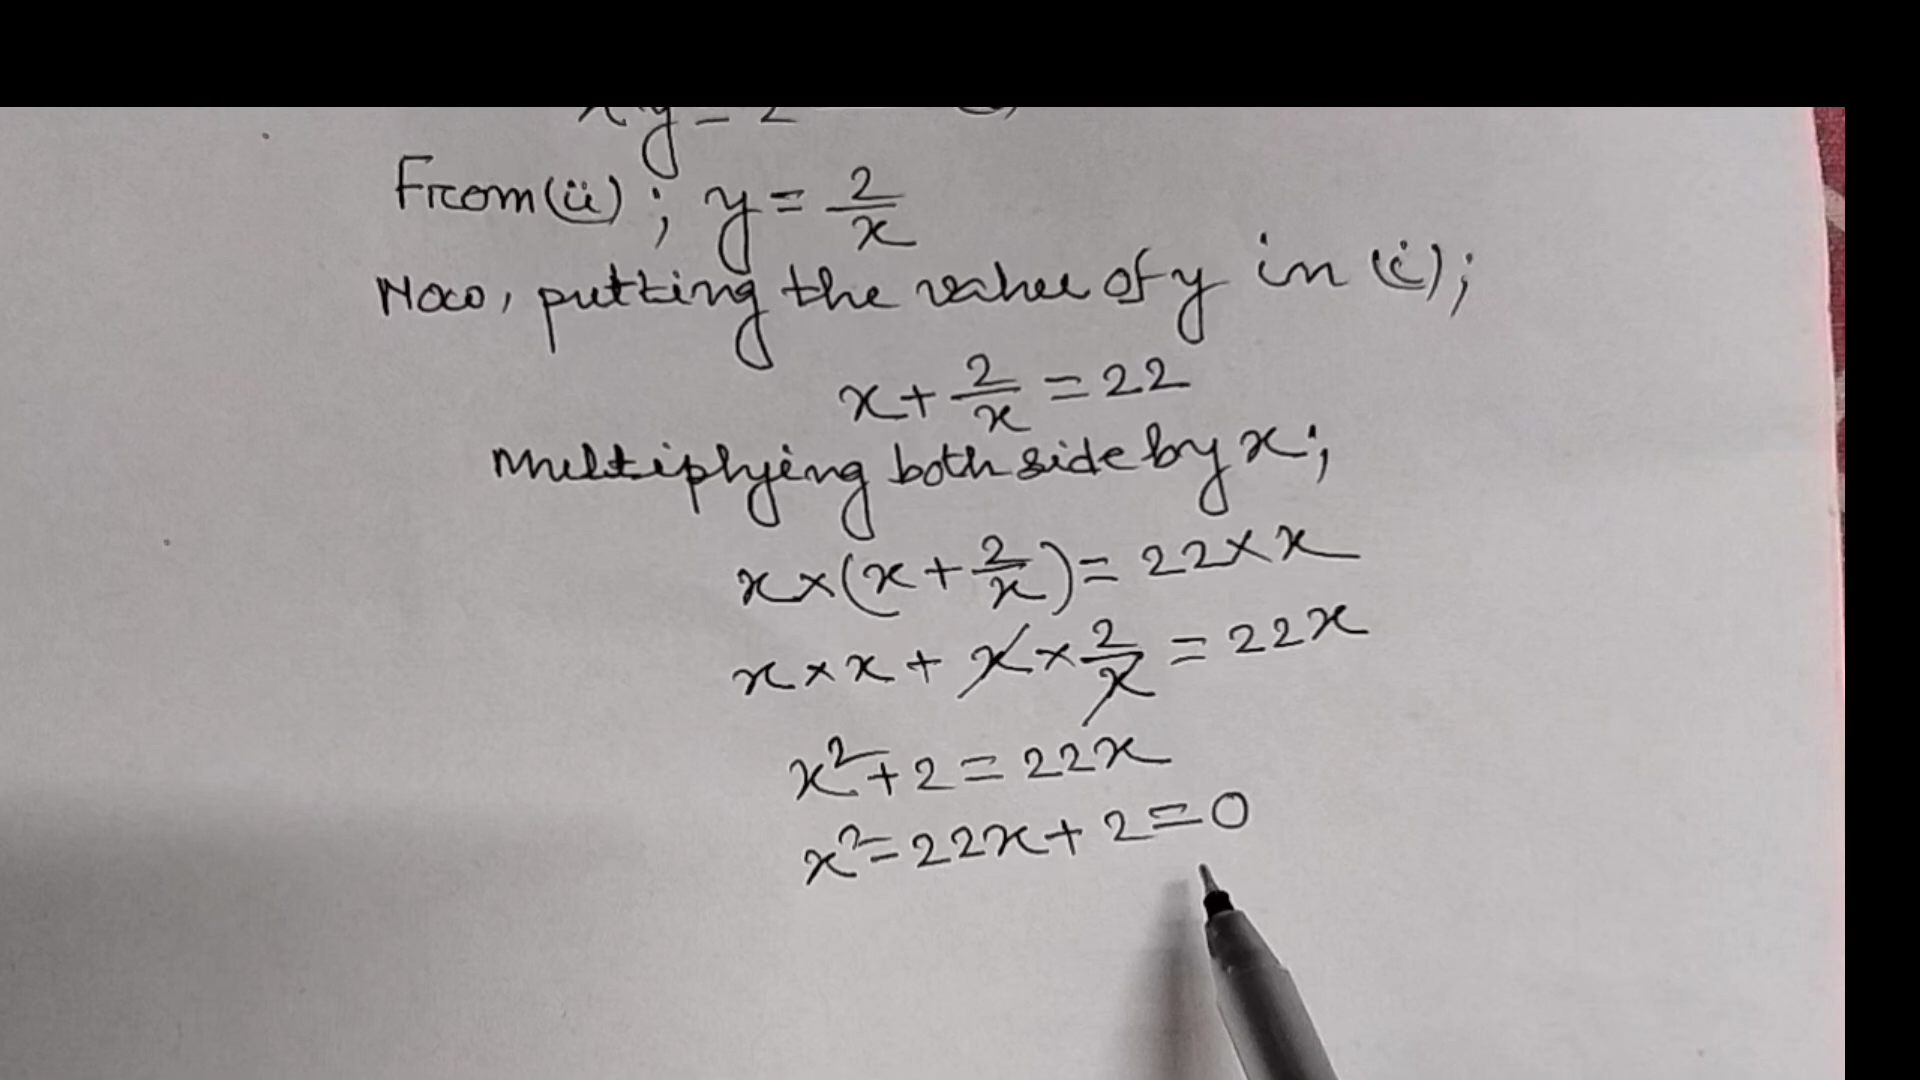 From (ii); y = 2/x
Now, putting the value of y in (i);
x + 2/x = 22
Multiplying both side by x;
x × (x + 2/x) = 22 × x
x × x + x × 2/x = 22x
x² + 2 = 22x
x² = 22x + 2 = 0